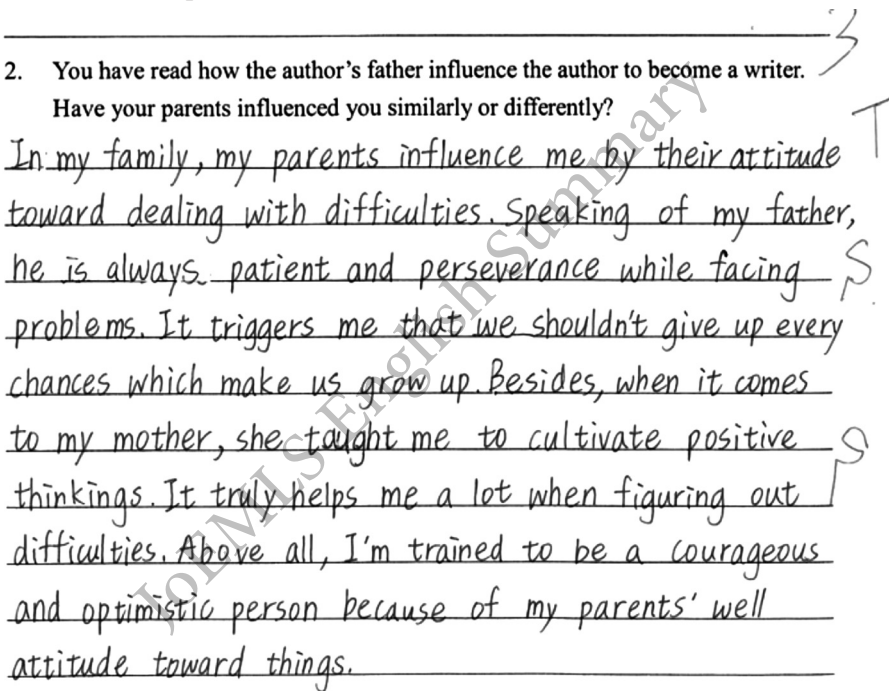 3
2. You have read how the author's father influence the author to become a writer.
Have your parents influenced you similarly or differently?
T
In my family, my parents influence me by their attitude
toward dealing with difficulties. Speaking of my father,
he is always patient and perseverance while facing
S
problems. It triggers me that we shouldn't give up every
chances which make us grow up. Besides, when it comes
to my mother, she taught me to cultivate positive
S
thinkings. It truly helps me a lot when figuring out
difficulties. Above all, I'm trained to be a courageous
and optimistic person because of my parents' well
attitude toward things.
JoEMLS English Summary